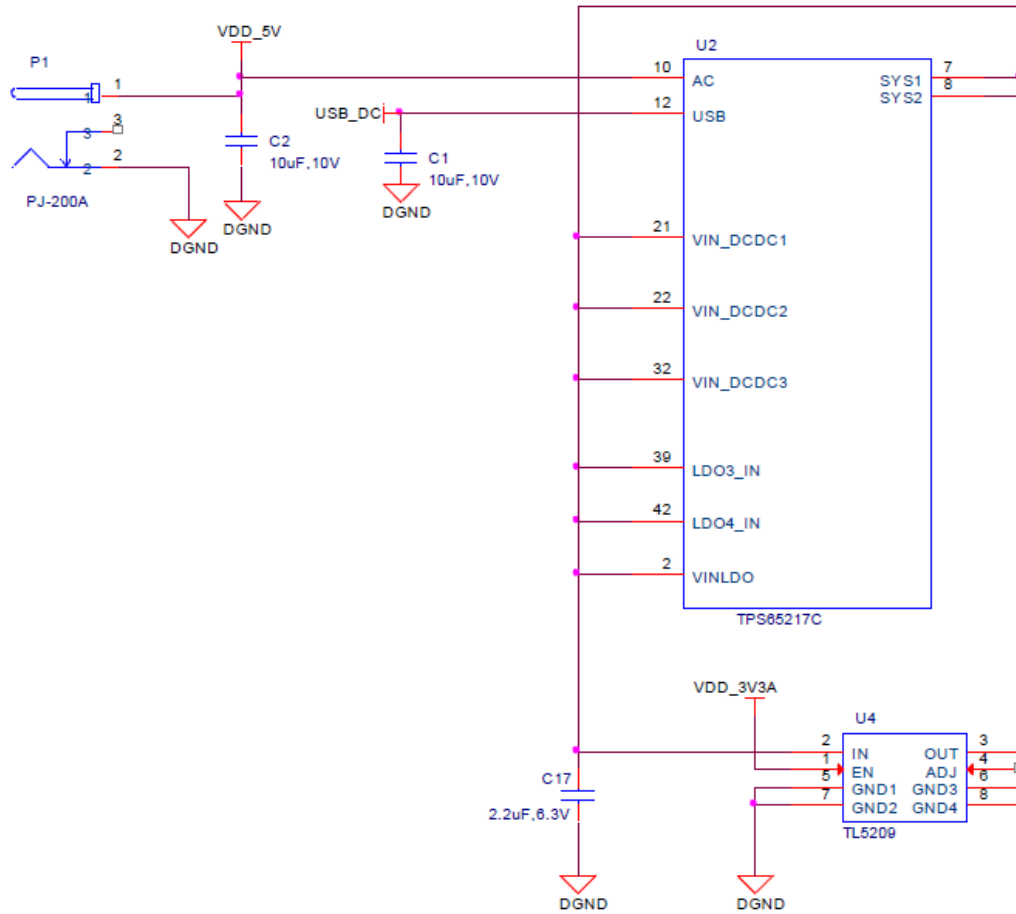 VDD_5V
P1
1
1
3
3
2
2
PJ-200A
DGND
C2
10uF,10V
DGND
USB_DC
C1
10uF,10V
DGND
U2
10
AC
12
USB
7
SYS1
8
SYS2
21
VIN_DCDC1
22
VIN_DCDC2
32
VIN_DCDC3
39
LDO3_IN
42
LDO4_IN
2
VINLDO
TPS65217C
VDD_3V3A
U4
2
IN
OUT
3
1
EN
ADJ
4
5
GND1
GND3
6
7
GND2
GND4
8
TL5209
C17
2.2uF,6.3V
DGND
DGND